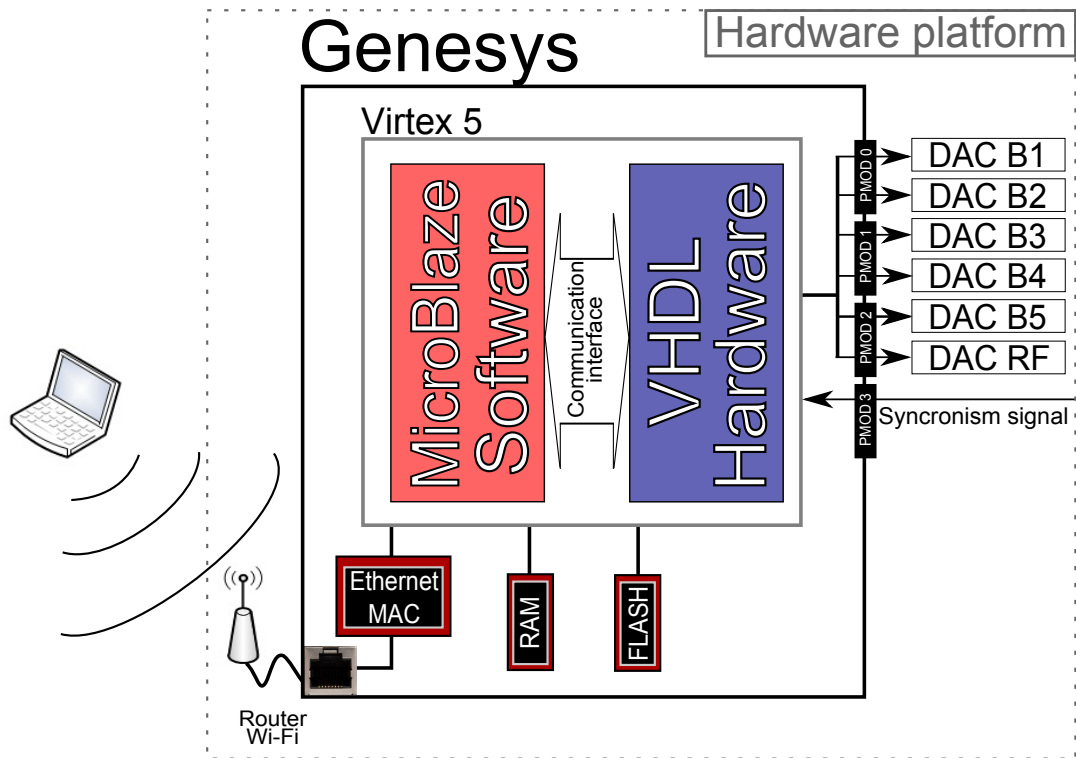 Hardware platform
Genesys
Virtex 5
MicroBlaze
Software
Communication
interface
VHDL
Hardware
PMOD 0
PMOD 1
PMOD 2
PMOD 3
DAC B1
DAC B2
DAC B3
DAC B4
DAC B5
DAC RF
Syncronism signal
Ethernet
MAC
RAM
FLASH
Router
Wi-Fi